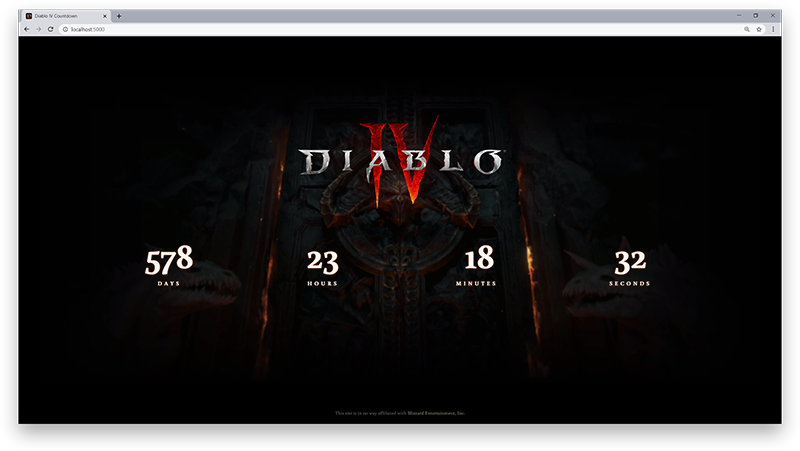 Diablo IV Countdown
localhost:5000
DIABLO
IV
578
DAYS
23
HOURS
18
MINUTES
32
SECONDS
This site is in no way affiliated with Blizzard Entertainment, Inc.